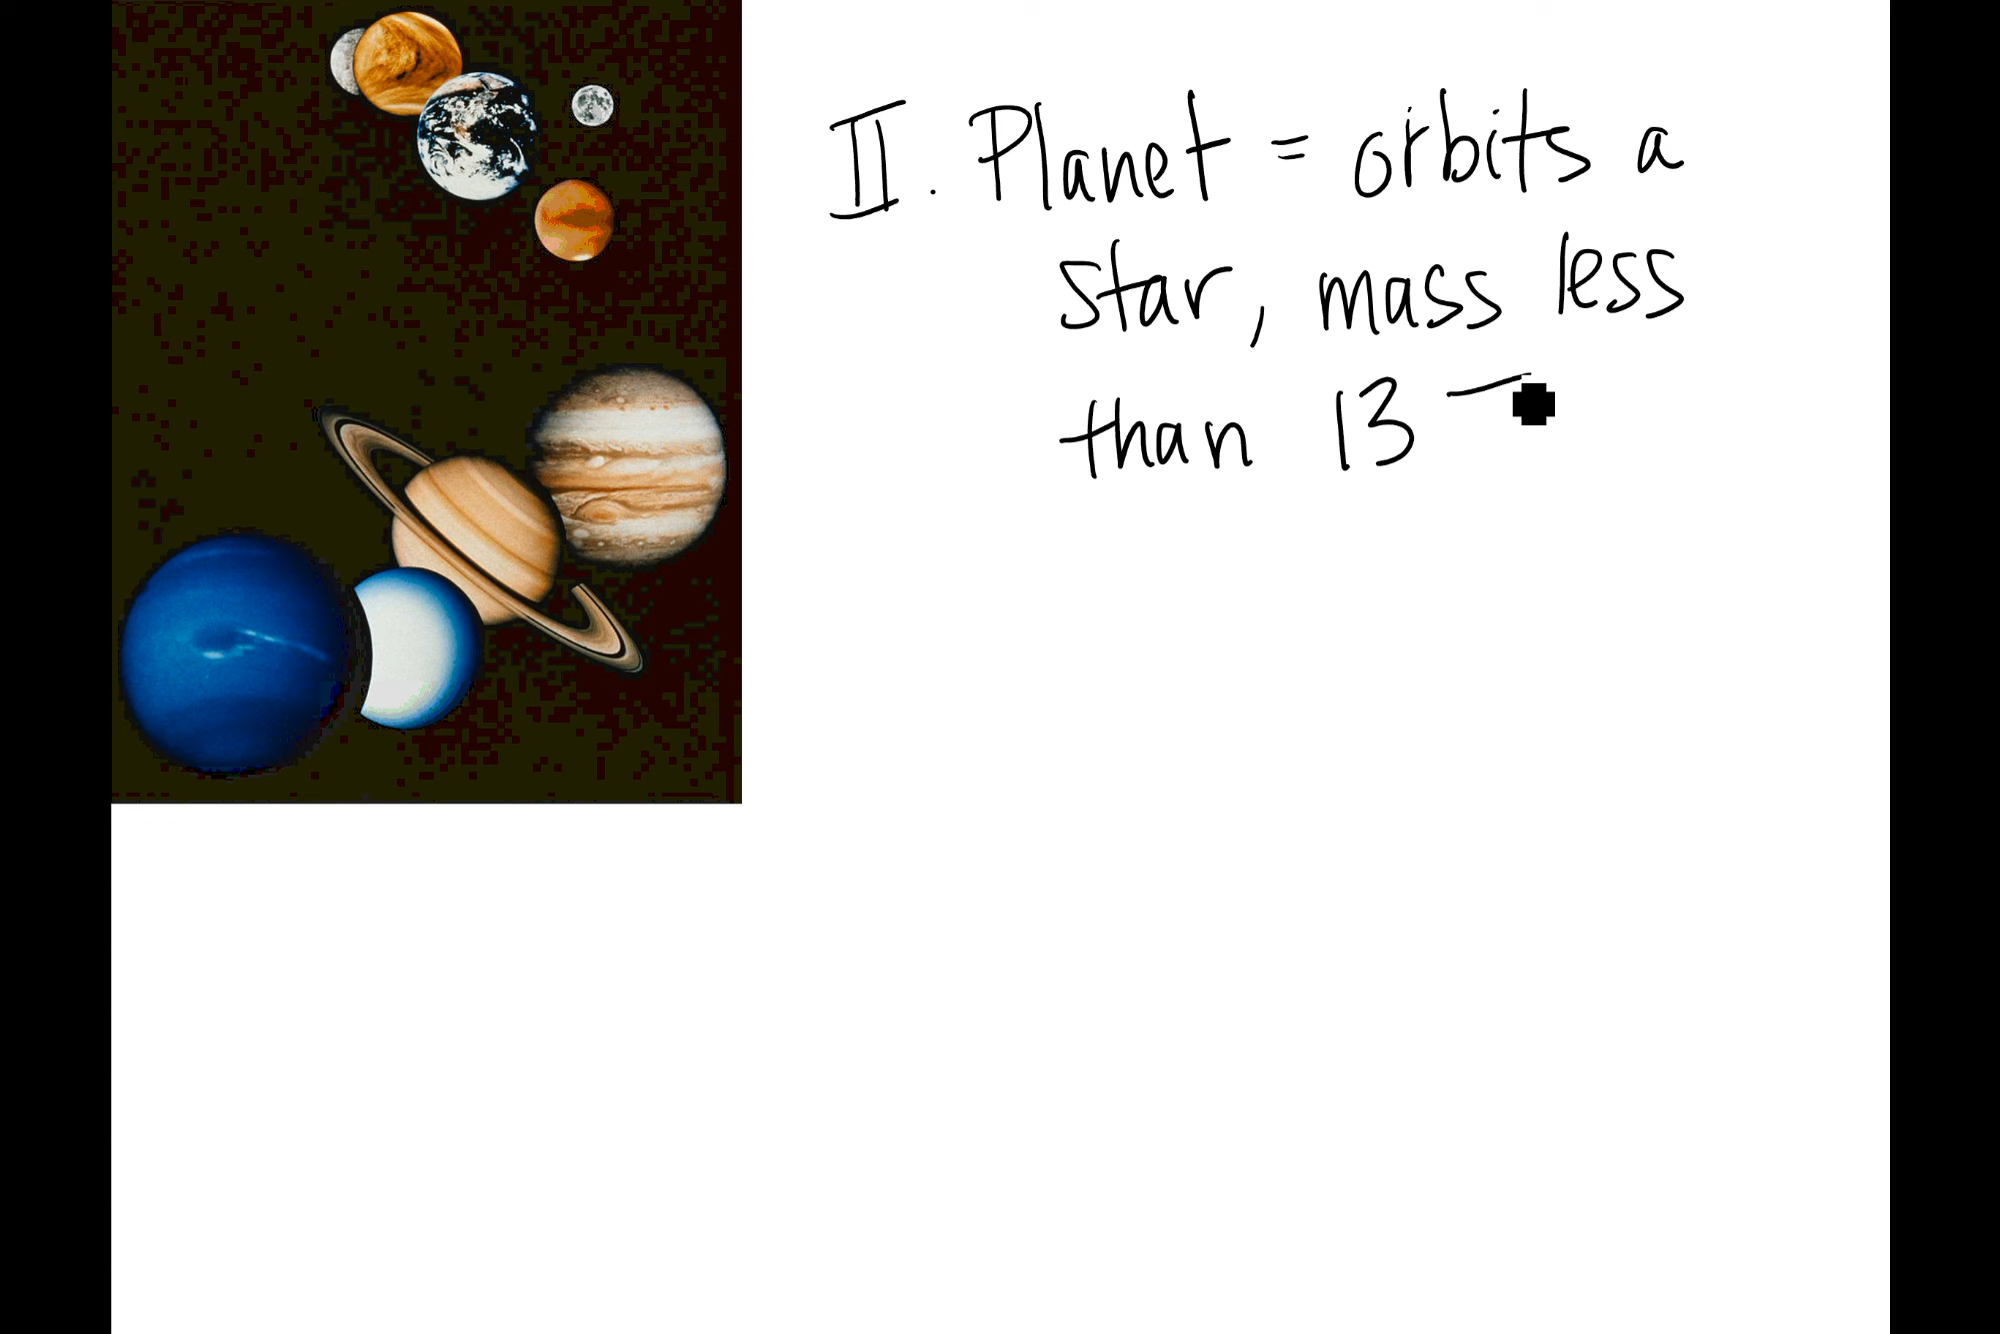 II. Planet = orbits a
star, mass less
than 13